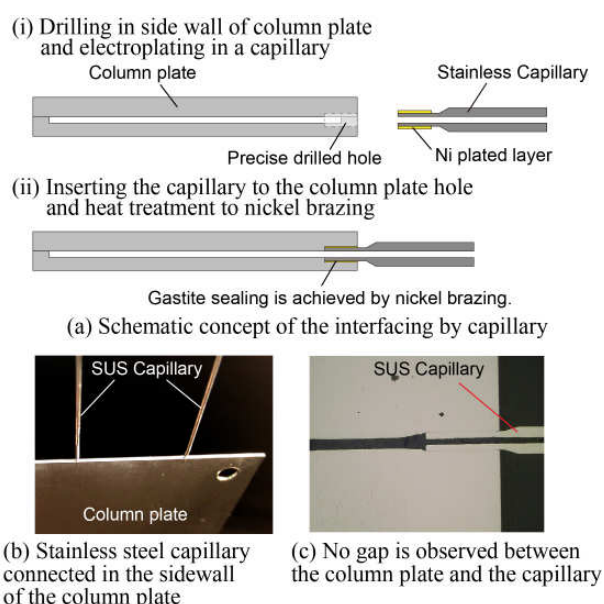 (i) Drilling in side wall of column plate
and electroplating in a capillary
Column plate
Stainless Capillary
Precise drilled hole
Ni plated layer
(ii) Inserting the capillary to the column plate hole
and heat treatment to nickel brazing
Gastite sealing is achieved by nickel brazing.
(a) Schematic concept of the interfacing by capillary
SUS Capillary
Column plate
SUS Capillary
(b) Stainless steel capillary
connected in the sidewall
of the column plate
(c) No gap is observed between
the column plate and the capillary